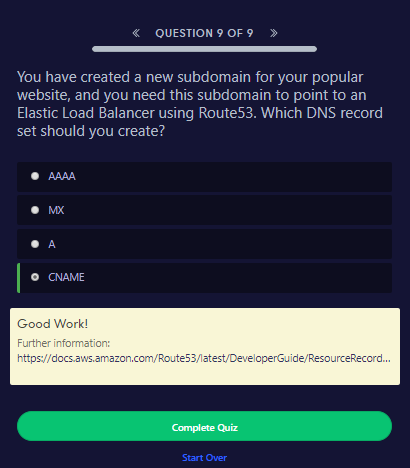 QUESTION 9 OF 9
You have created a new subdomain for your popular
website, and you need this subdomain to point to an
Elastic Load Balancer using Route53. Which DNS record
set should you create?
AAAA
MX
A
CNAME
Good Work!
Further information:
https://docs.aws.amazon.com/Route53/latest/DeveloperGuide/ResourceRecord...
Complete Quiz
Start Over